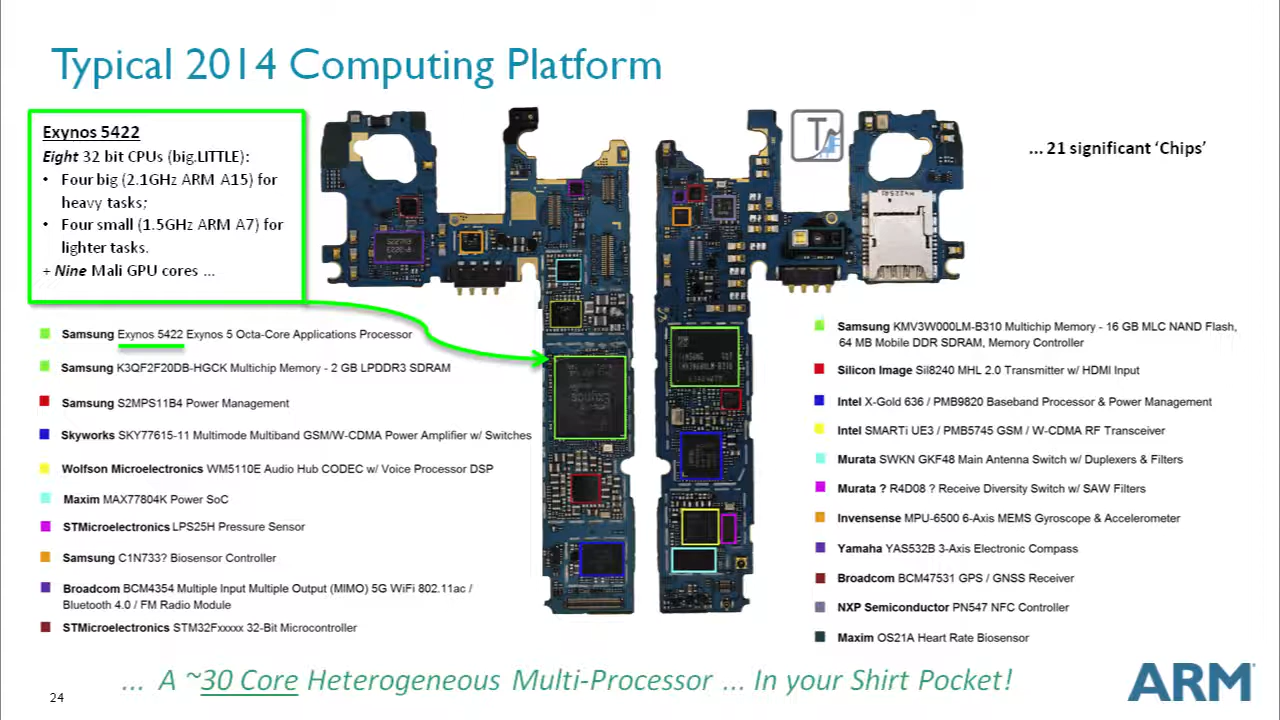 Typical 2014 Computing Platform
Exynos 5422
Eight 32 bit CPUs (big.LITTLE):
• Four big (2.1GHz ARM A15) for
heavy tasks;
• Four small (1.5GHz ARM A7) for
lighter tasks.
+ Nine Mali GPU cores ...
... 21 significant ‘Chips’
Samsung Exynos 5422 Exynos 5 Octa-Core Applications Processor
Samsung K3QF2F20DB-HGCK Multichip Memory - 2 GB LPDDR3 SDRAM
Samsung S2MPS11B4 Power Management
Skyworks SKY77615-11 Multimode Multiband GSM/W-CDMA Power Amplifier w/ Switches
Wolfson Microelectronics WM5110E Audio Hub CODEC w/ Voice Processor DSP
Maxim MAX77804K Power SoC
STMicroelectronics LPS25H Pressure Sensor
Samsung C1N733? Biosensor Controller
Broadcom BCM4354 Multiple Input Multiple Output (MIMO) 5G WiFi 802.11ac /
Bluetooth 4.0 / FM Radio Module
STMicroelectronics STM32Fxxxxx 32-Bit Microcontroller
Samsung KMV3W000LM-B310 Multichip Memory - 16 GB MLC NAND Flash,
64 MB Mobile DDR SDRAM, Memory Controller
Silicon Image SiI8240 MHL 2.0 Transmitter w/ HDMI Input
Intel X-Gold 636 / PMB9820 Baseband Processor & Power Management
Intel SMARTi UE3 / PMB5745 GSM / W-CDMA RF Transceiver
Murata SWKN GKF48 Main Antenna Switch w/ Duplexers & Filters
Murata ? R4D08 ? Receive Diversity Switch w/ SAW Filters
Invensense MPU-6500 6-Axis MEMS Gyroscope & Accelerometer
Yamaha YAS532B 3-Axis Electronic Compass
Broadcom BCM47531 GPS / GNSS Receiver
NXP Semiconductor PN547 NFC Controller
Maxim OS21A Heart Rate Biosensor
... A ~30 Core Heterogeneous Multi-Processor ... In your Shirt Pocket!
24
ARM